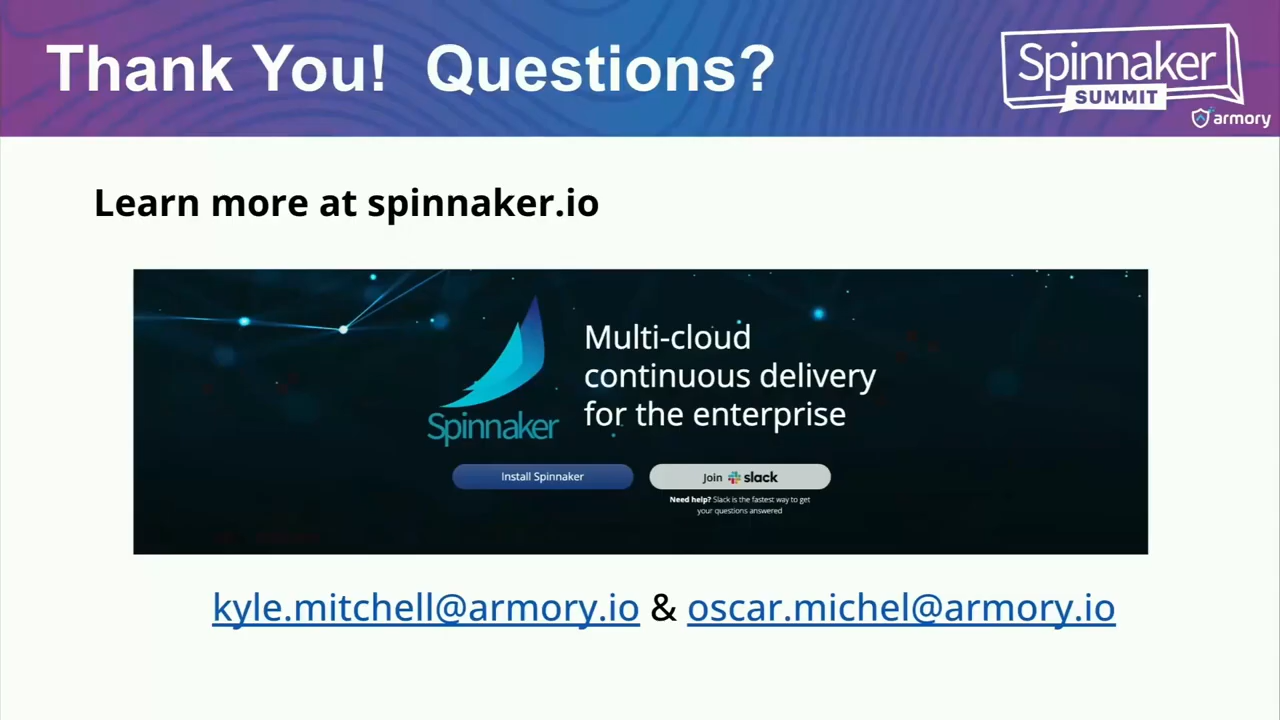 Thank You!  Questions?
Spinnaker
SUMMIT
armory
Learn more at spinnaker.io
Multi-cloud
continuous delivery
for the enterprise
Spinnaker
Install Spinnaker
Join slack
Need help? Slack is the fastest way to get
your questions answered
kyle.mitchell@armory.io & oscar.michel@armory.io